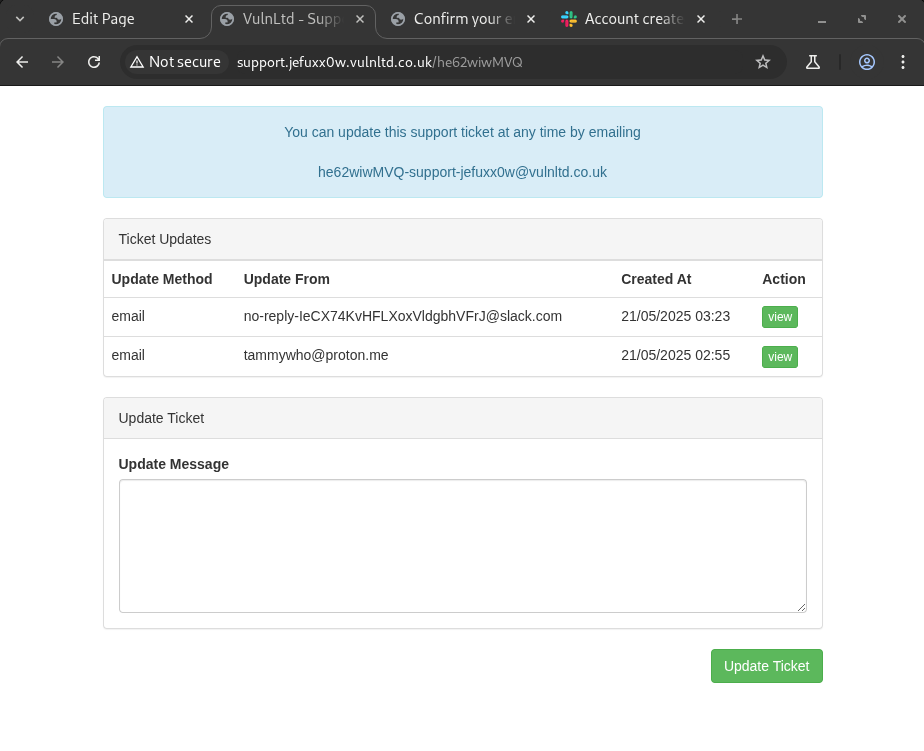 Edit Page
VulnLtd - Supp
Confirm your e
Account create
Not secure
support.jefuxx0w.vulnltd.co.uk/he62wiwMVQ
You can update this support ticket at any time by emailing
he62wiwMVQ-support-jefuxx0w@vulnltd.co.uk
Ticket Updates
Update Method Update From Created At Action
email no-reply-IeCX74KvHFLXoxVldgbhVFrJ@slack.com 21/05/2025 03:23 view
email tammywho@proton.me 21/05/2025 02:55 view
Update Ticket
Update Message
Update Ticket